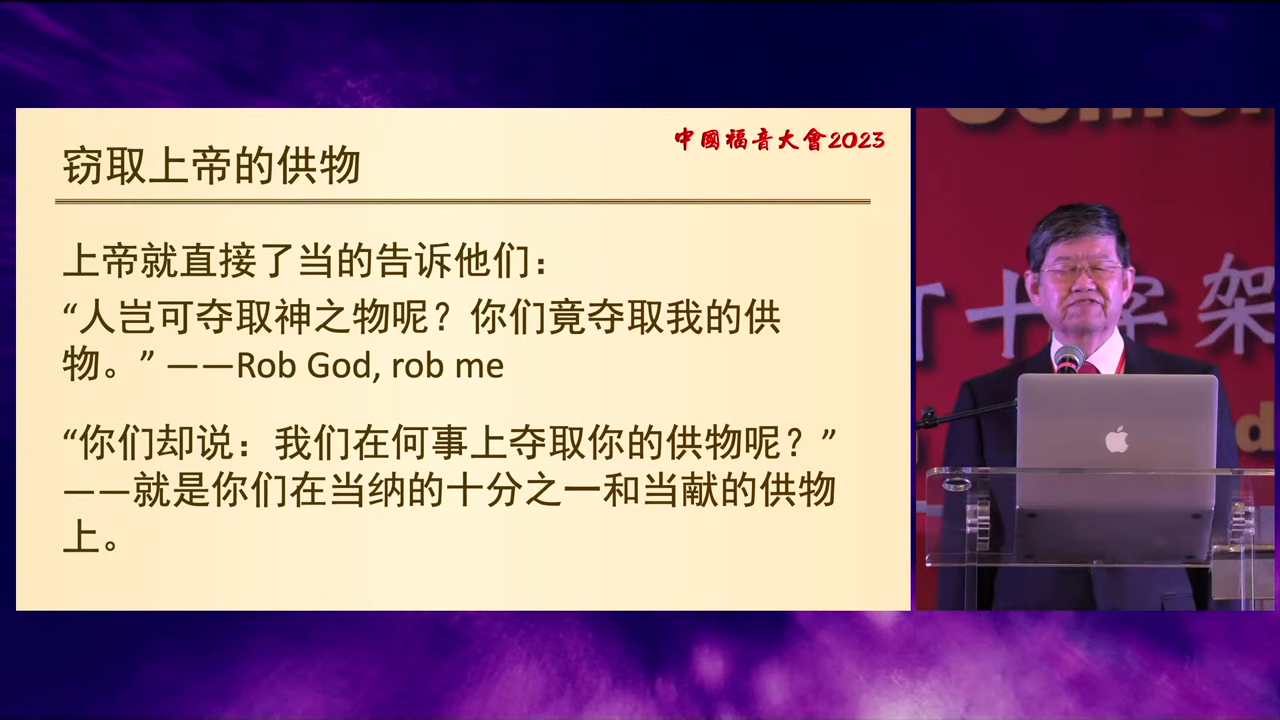 中國福音大會2023
窃取上帝的供物
上帝就直接了当的告诉他们：
“人岂可夺取神之物呢？你们竟夺取我的供
物。” ——Rob God, rob me
“你们却说：我们在何事上夺取你的供物呢？”
——就是你们在当纳的十分之一和当献的供物
上。
十字架